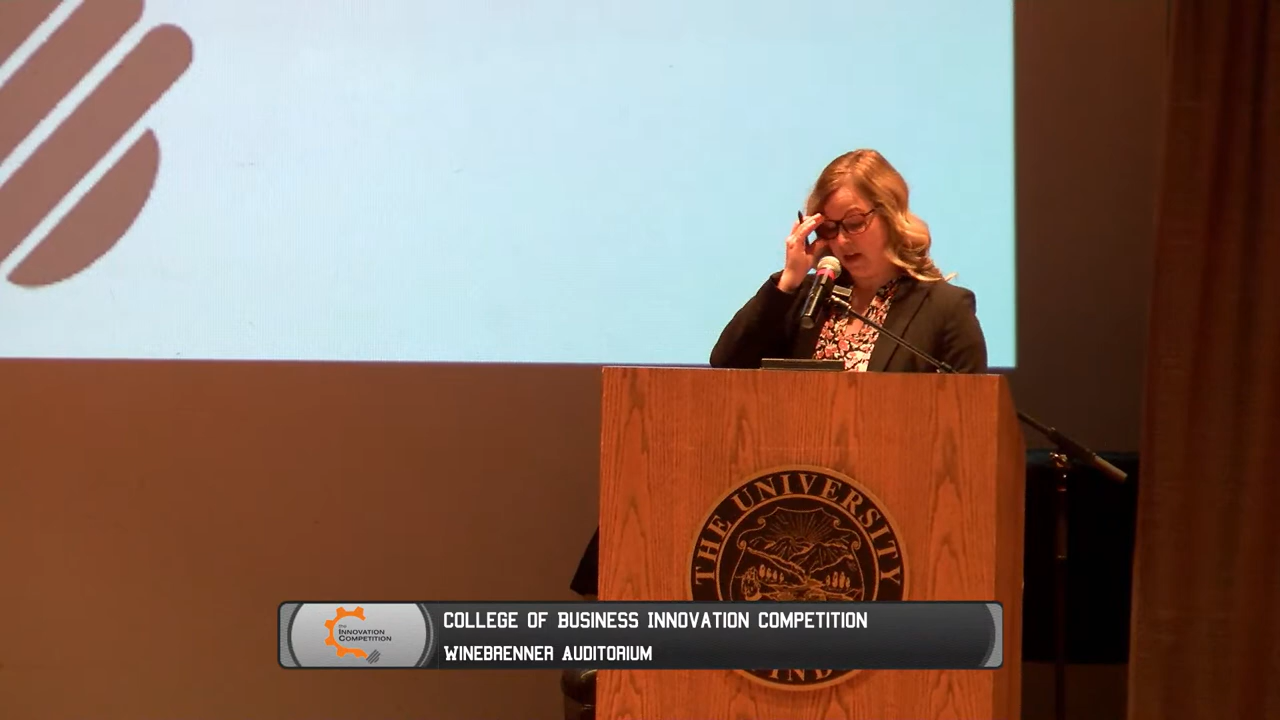 THE UNIVERSITY
the
INNOVATION
COMPETITION
COLLEGE OF BUSINESS INNOVATION COMPETITION
WINEBRENNER AUDITORIUM